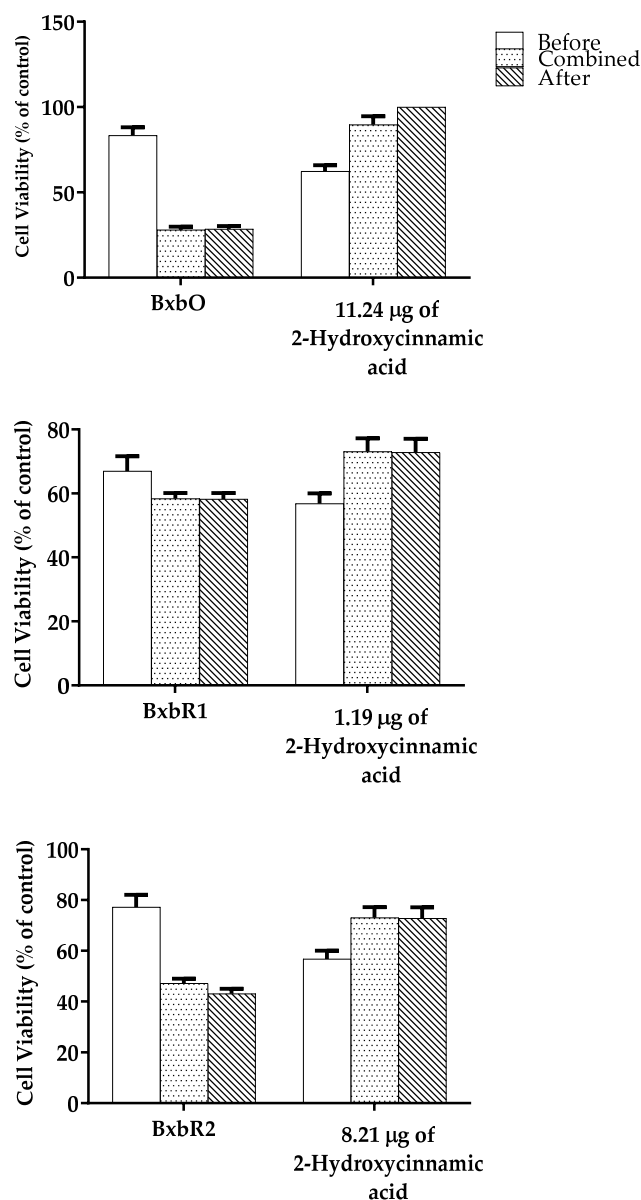 150
100
50
0
Cell Viability (% of control)
Before
Combined
After
BxbO
11.24 µg of
2-Hydroxycinnamic
acid
80
60
40
20
0
Cell Viability (% of control)
BxbR1
1.19 µg of
2-Hydroxycinnamic
acid
100
80
60
40
20
0
Cell Viability (% of control)
BxbR2
8.21 µg of
2-Hydroxycinnamic
acid